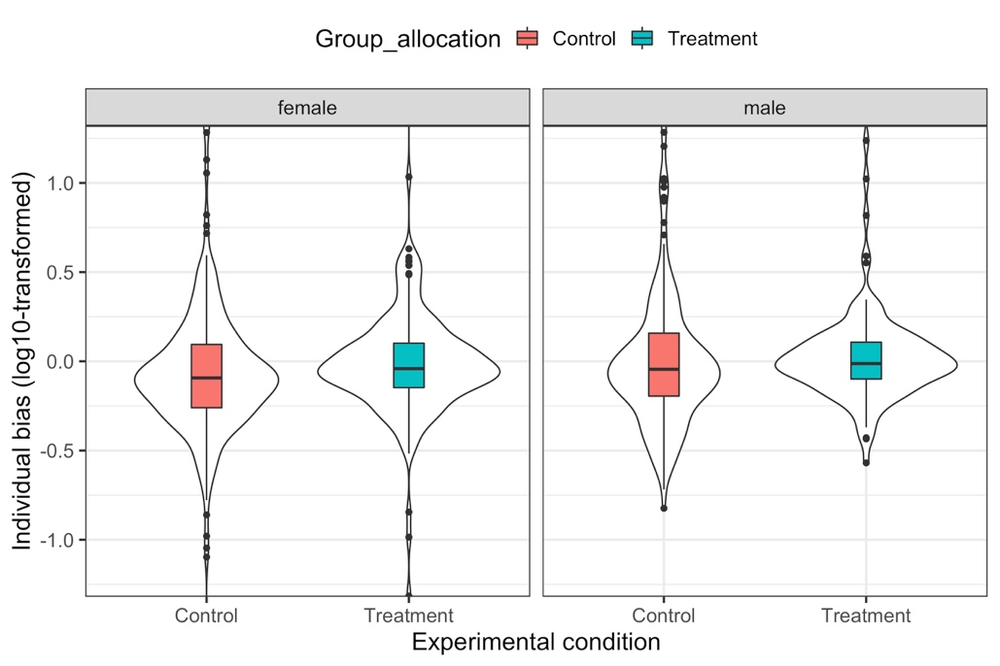 Group_allocation Control Treatment
female male
Individual bias (log10-transformed)
1.0
0.5
0.0
-0.5
-1.0
Control Treatment Control Treatment
Experimental condition